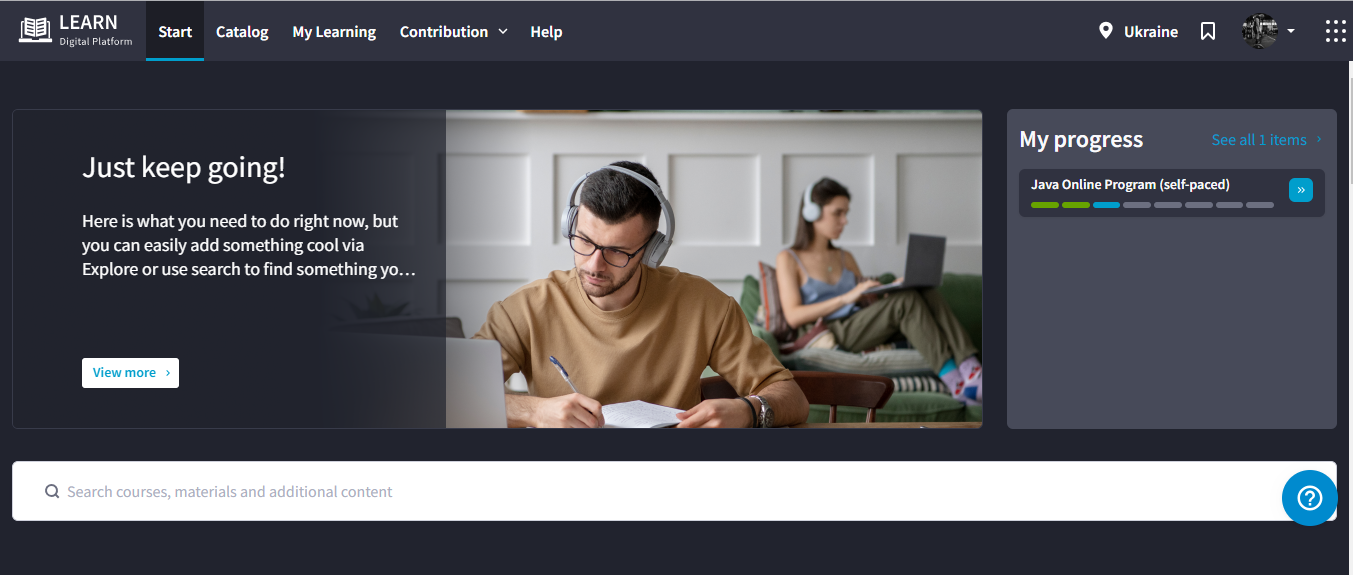 LEARN
Digital Platform
Start
Catalog
My Learning
Contribution
Help
Ukraine
Just keep going!
Here is what you need to do right now, but
you can easily add something cool via
Explore or use search to find something yo…
View more
My progress
See all 1 items
Java Online Program (self-paced)
Search courses, materials and additional content